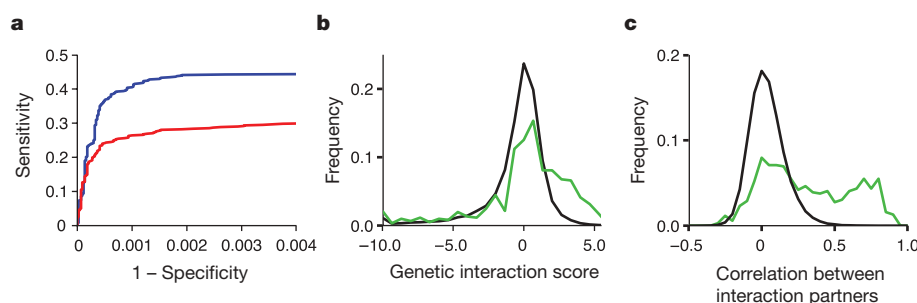 a
0.5
0.4
0.3
0.2
0.1
0
Sensitivity
0
0.001
0.002
0.003
0.004
1 – Specificity
b
0.2
0.1
0.0
Frequency
–10.0
–5.0
0
5.0
Genetic interaction score
c
0.2
0.1
0.0
Frequency
–0.5
0
0.5
1.0
Correlation between
interaction partners